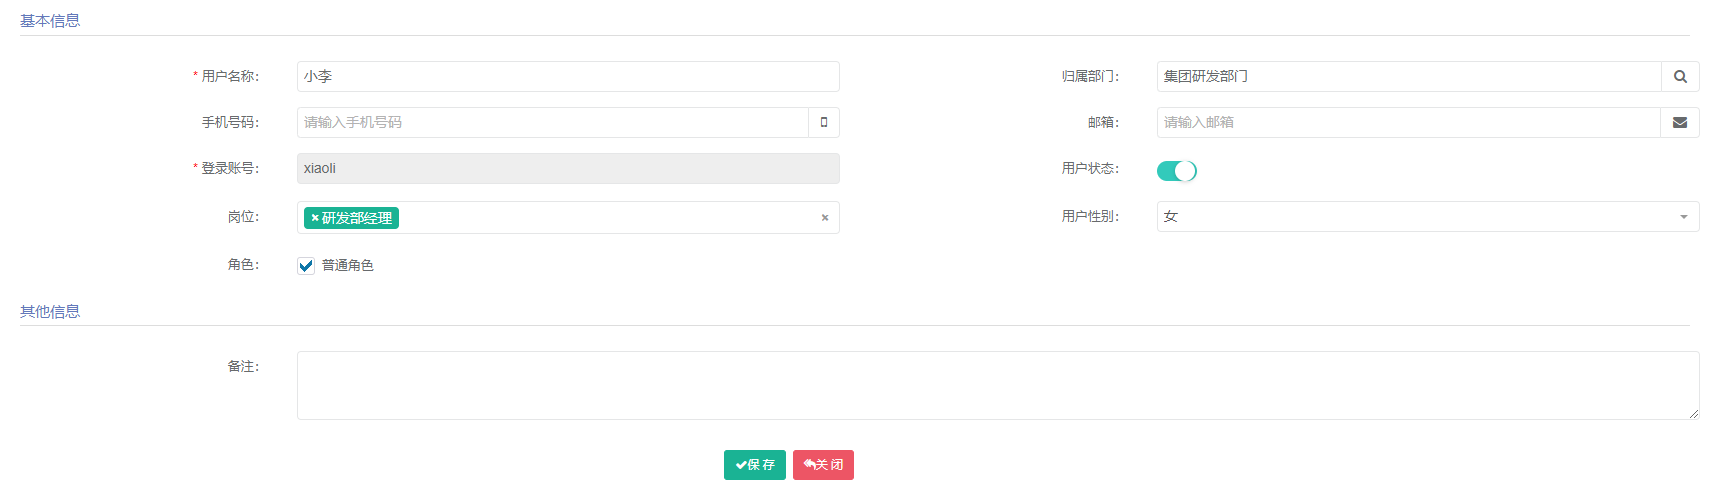 基本信息
* 用户名称： 小李 归属部门： 集团研发部门
手机号码： 请输入手机号码 邮箱： 请输入邮箱
* 登录账号： xiaoli 用户状态：
岗位： × 研发部经理 × 用户性别： 女
角色： 普通角色
其他信息
备注：
保存 关闭